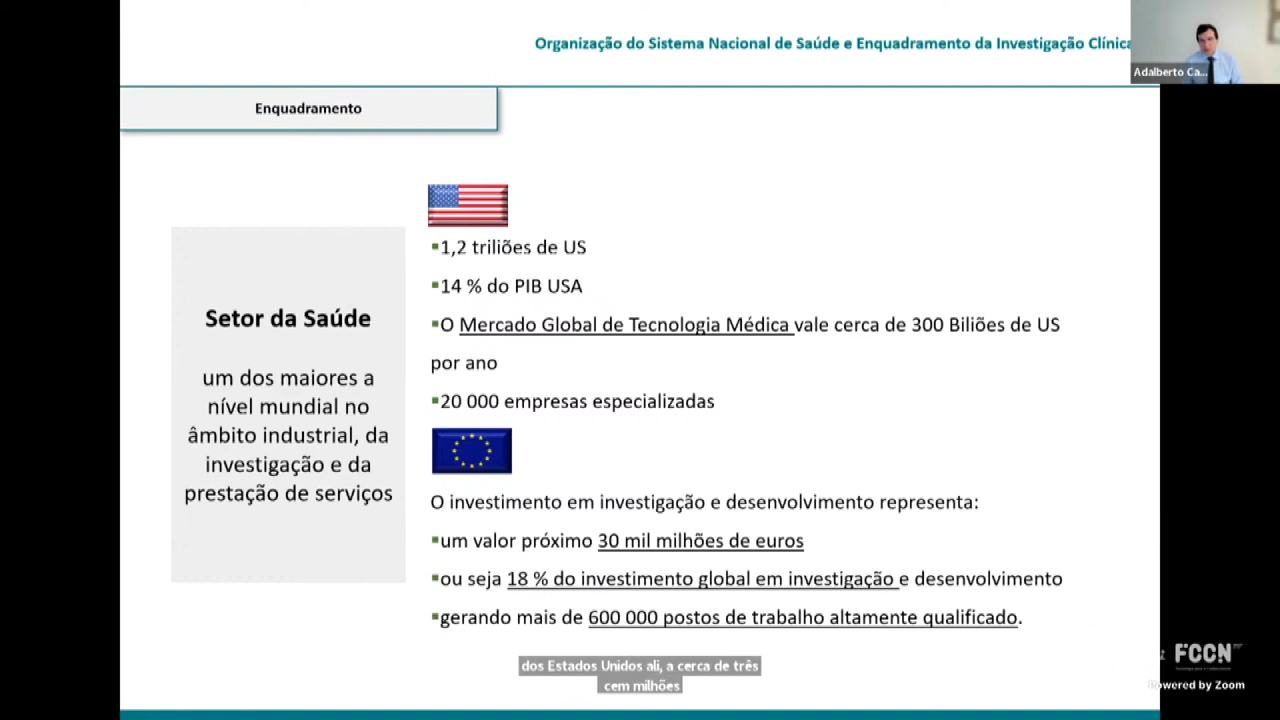 Organização do Sistema Nacional de Saúde e Enquadramento da Investigação Clínica
Adalberto Ca...
Enquadramento
Setor da Saúde
um dos maiores a
nível mundial no
âmbito industrial, da
investigação e da
prestação de serviços
1,2 triliões de US
14 % do PIB USA
O Mercado Global de Tecnologia Médica vale cerca de 300 Biliões de US
por ano
20 000 empresas especializadas
O investimento em investigação e desenvolvimento representa:
um valor próximo 30 mil milhões de euros
ou seja 18 % do investimento global em investigação e desenvolvimento
gerando mais de 600 000 postos de trabalho altamente qualificado.
dos Estados Unidos ali, a cerca de três
cem milhões
FCCN
Powered by Zoom